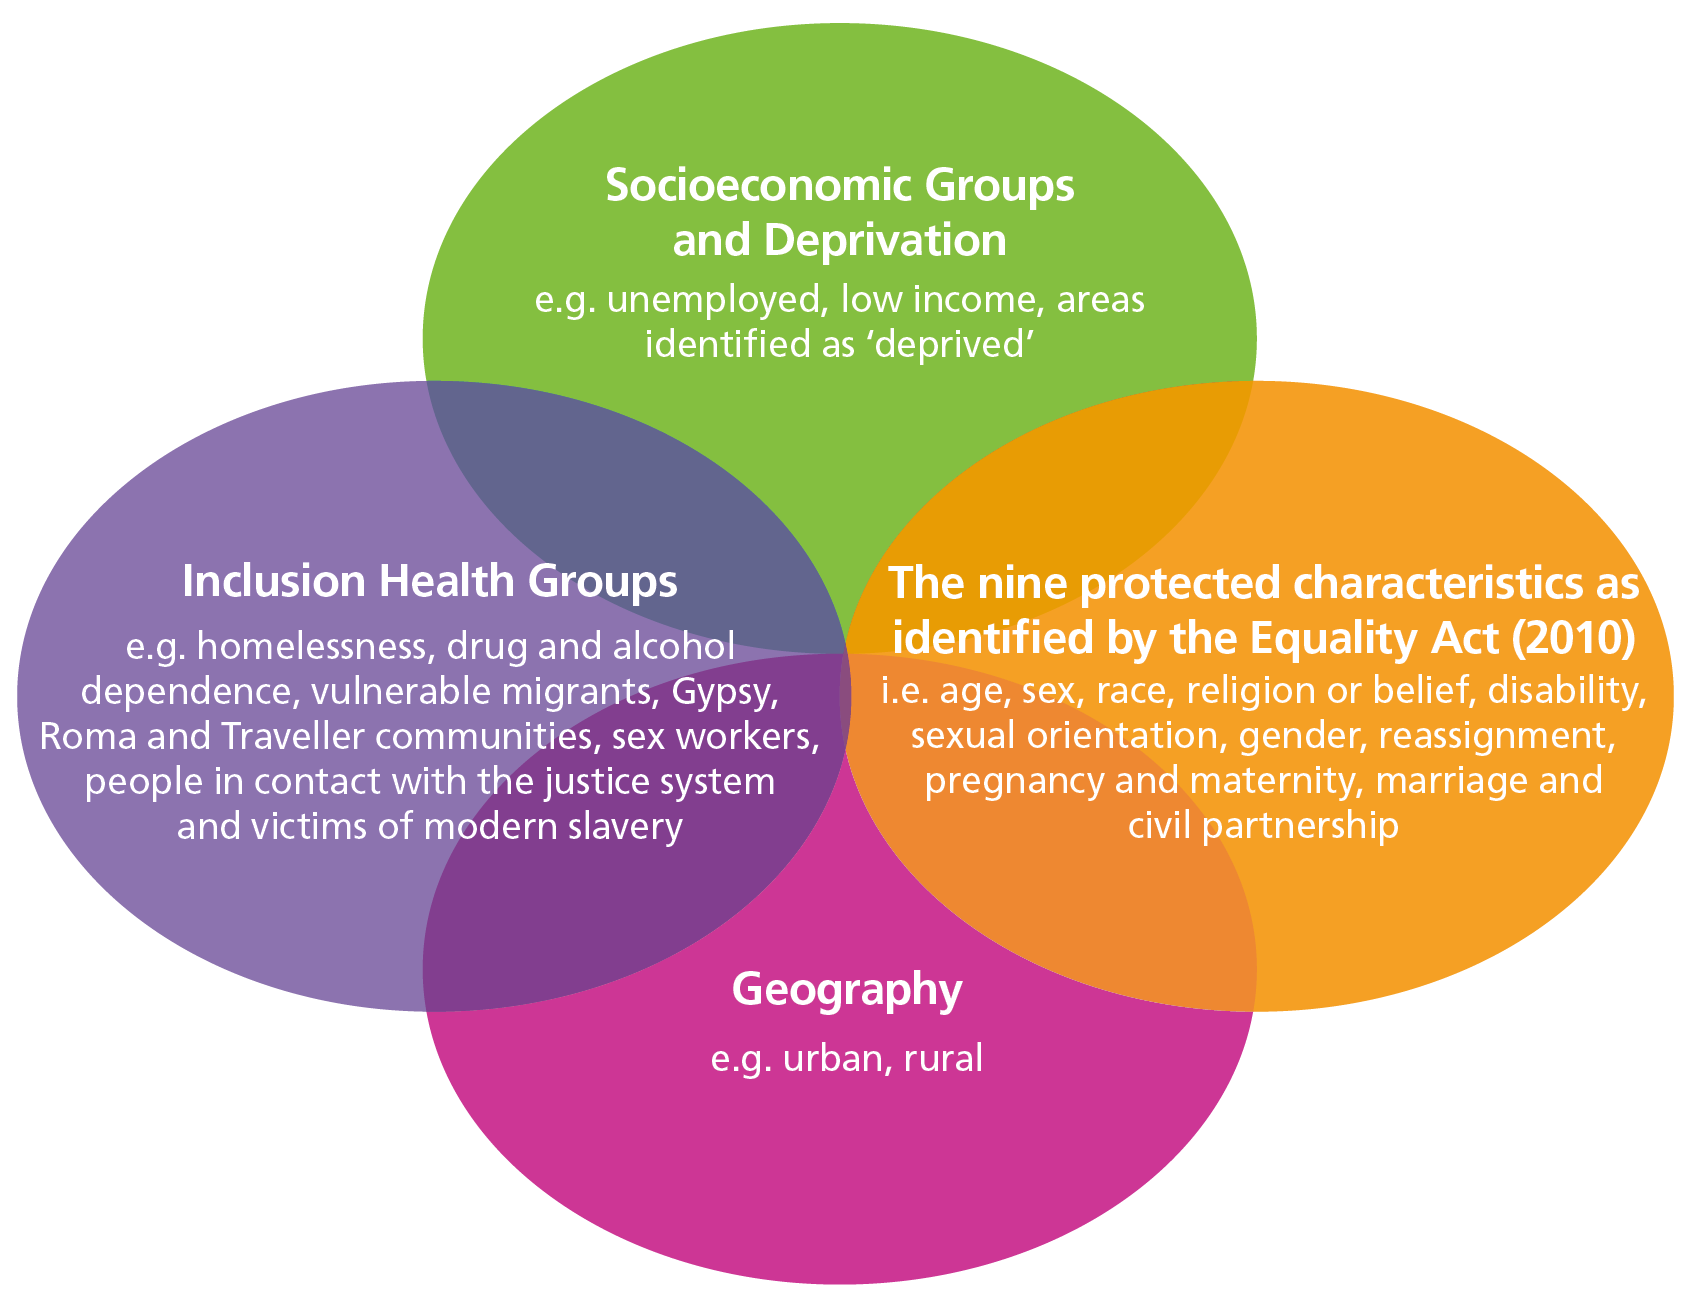 Socioeconomic Groups
and Deprivation
e.g. unemployed, low income, areas
identified as ‘deprived’
Inclusion Health Groups
e.g. homelessness, drug and alcohol
dependence, vulnerable migrants, Gypsy,
Roma and Traveller communities, sex workers,
people in contact with the justice system
and victims of modern slavery
The nine protected characteristics as
identified by the Equality Act (2010)
i.e. age, sex, race, religion or belief, disability,
sexual orientation, gender, reassignment,
pregnancy and maternity, marriage and
civil partnership
Geography
e.g. urban, rural